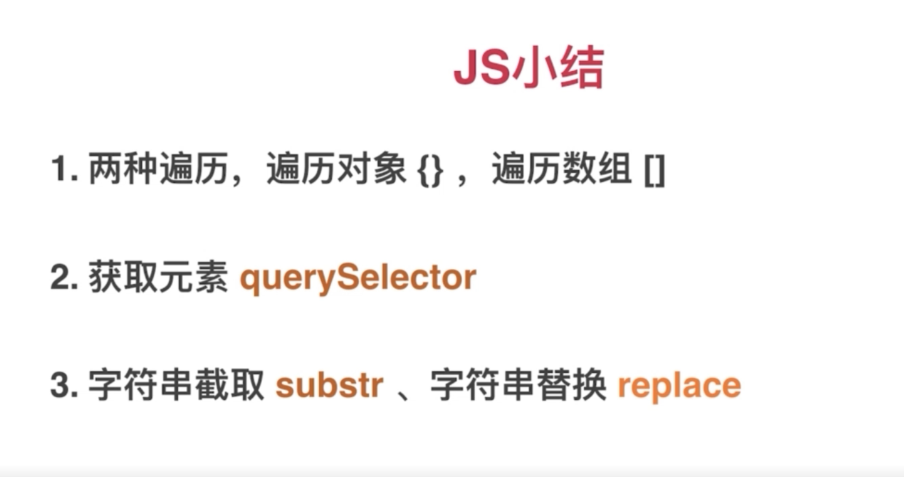 JS小结
1. 两种遍历，遍历对象 {} ，遍历数组 []
2. 获取元素 querySelector
3. 字符串截取 substr 、字符串替换 replace